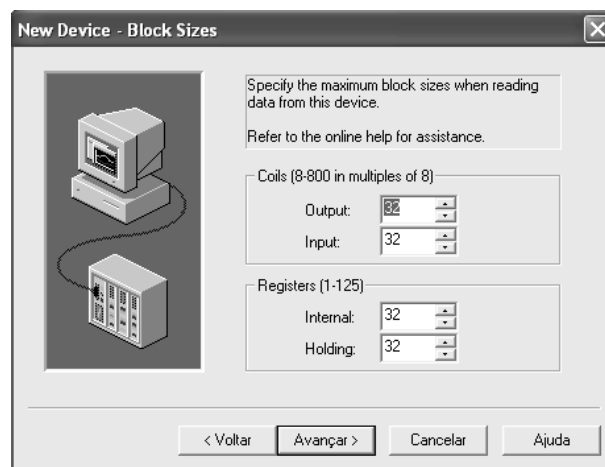 New Device - Block Sizes
Specify the maximum block sizes when reading
data from this device.
Refer to the online help for assistance.
Coils (8-800 in multiples of 8)
Output: 32
Input: 32
Registers (1-125)
Internal: 32
Holding: 32
< Voltar Avançar > Cancelar Ajuda